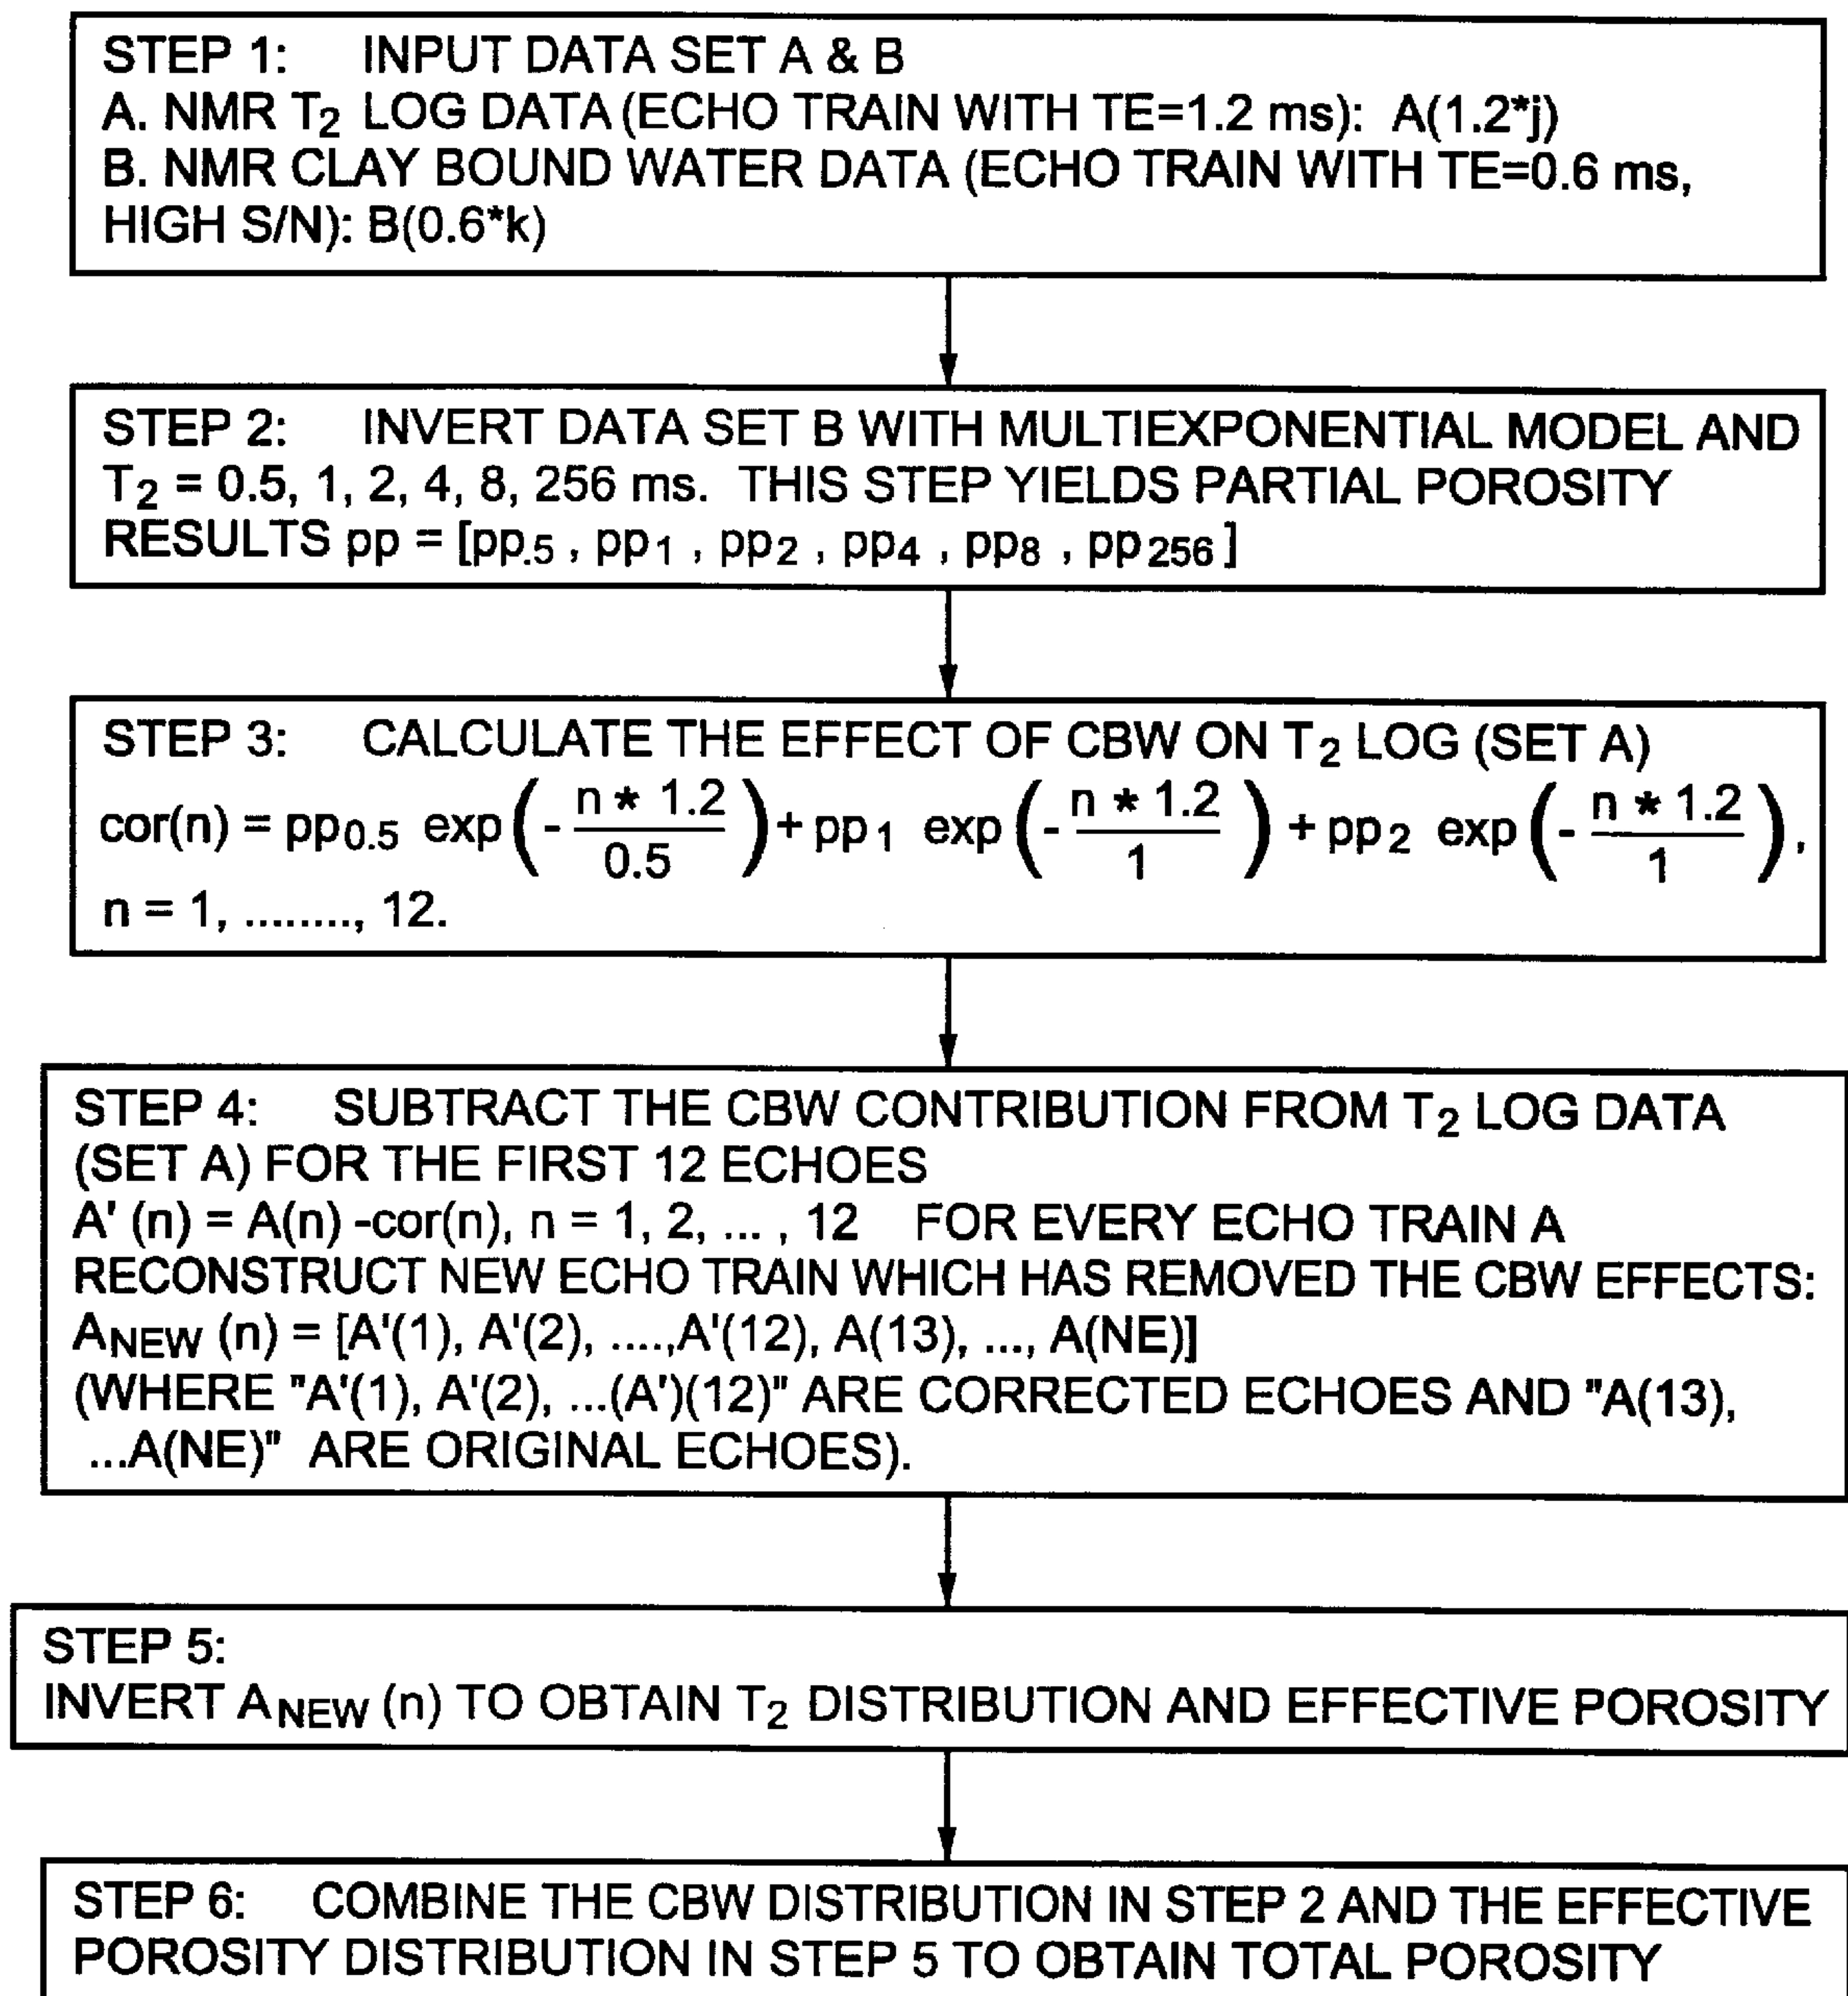 STEP 1: INPUT DATA SET A & B
A. NMR T2 LOG DATA (ECHO TRAIN WITH TE=1.2 ms): A(1.2*j)
B. NMR CLAY BOUND WATER DATA (ECHO TRAIN WITH TE=0.6 ms,
HIGH S/N): B(0.6*k)
STEP 2: INVERT DATA SET B WITH MULTIEXPONENTIAL MODEL AND
T2 = 0.5, 1, 2, 4, 8, 256 ms. THIS STEP YIELDS PARTIAL POROSITY
RESULTS pp = [pp.5 , pp1 , pp2 , pp4 , pp8 , pp256 ]
STEP 3: CALCULATE THE EFFECT OF CBW ON T2 LOG (SET A)
cor(n) = pp0.5 exp(- n * 1.2 / 0.5) + pp1 exp(- n * 1.2 / 1) + pp2 exp(- n * 1.2 / 1),
n = 1, ........, 12.
STEP 4: SUBTRACT THE CBW CONTRIBUTION FROM T2 LOG DATA
(SET A) FOR THE FIRST 12 ECHOES
A' (n) = A(n) -cor(n), n = 1, 2, ... , 12 FOR EVERY ECHO TRAIN A
RECONSTRUCT NEW ECHO TRAIN WHICH HAS REMOVED THE CBW EFFECTS:
ANEW (n) = [A'(1), A'(2), ....,A'(12), A(13), ..., A(NE)]
(WHERE "A'(1), A'(2), ...(A')(12)" ARE CORRECTED ECHOES AND "A(13),
...A(NE)" ARE ORIGINAL ECHOES).
STEP 5:
INVERT ANEW (n) TO OBTAIN T2 DISTRIBUTION AND EFFECTIVE POROSITY
STEP 6: COMBINE THE CBW DISTRIBUTION IN STEP 2 AND THE EFFECTIVE
POROSITY DISTRIBUTION IN STEP 5 TO OBTAIN TOTAL POROSITY